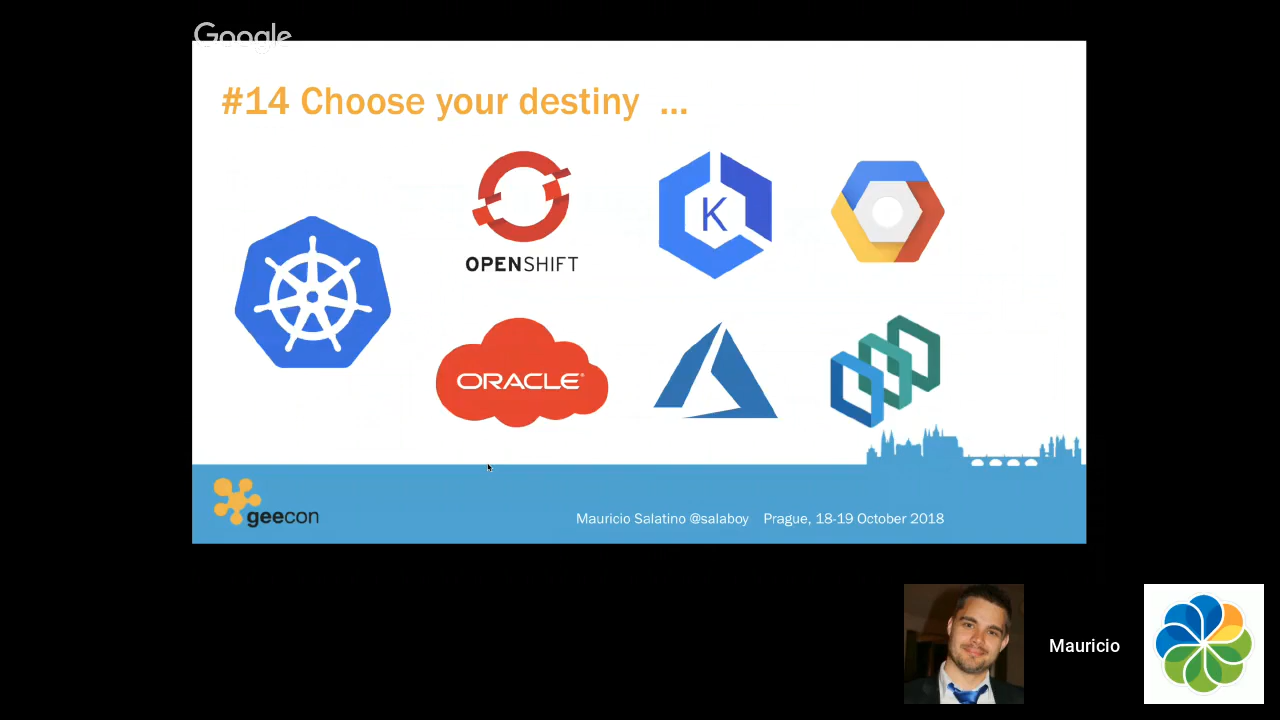 Google
#14 Choose your destiny ...
OPENSHIFT
K
ORACLE®
geecon
Mauricio Salatino @salaboy Prague, 18-19 October 2018
Mauricio